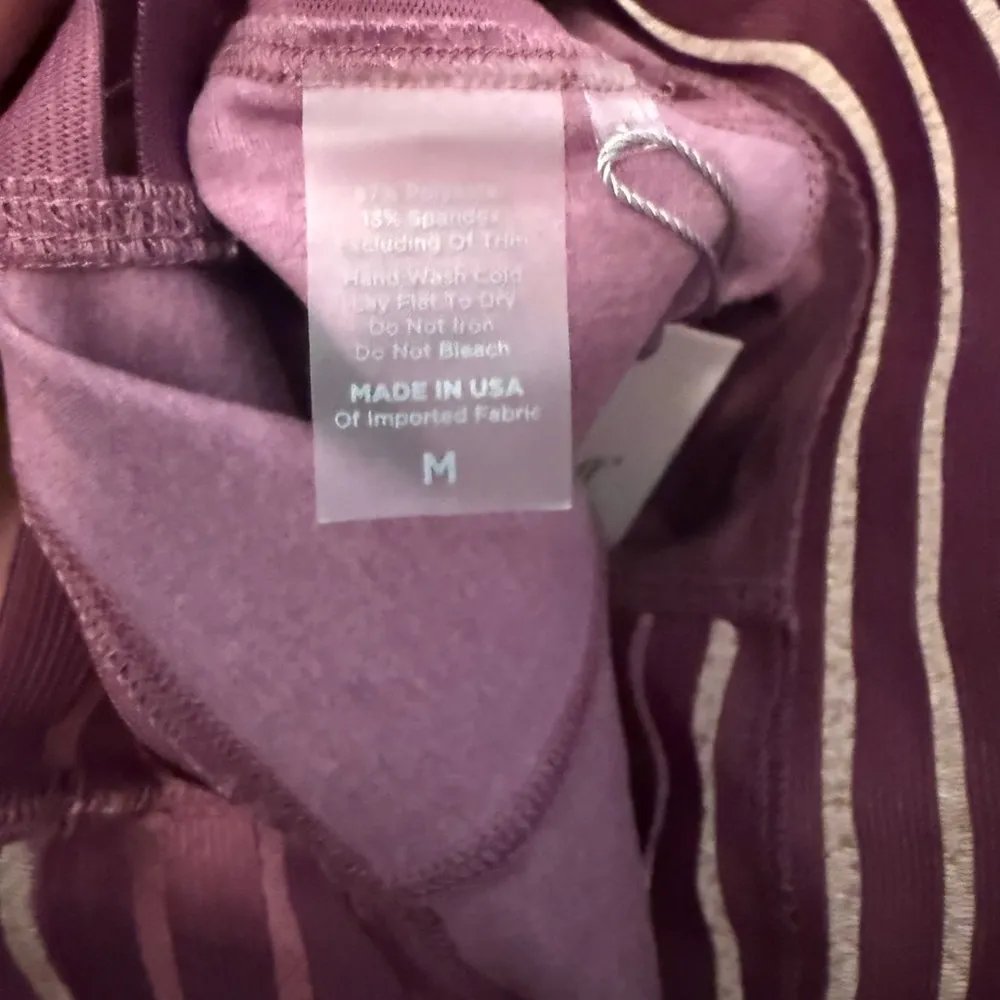 87% Polyester
13% Spandex
Excluding Of Trim
Hand Wash Cold
Lay Flat To Dry
Do Not Iron
Do Not Bleach
MADE IN USA
Of Imported Fabric
M